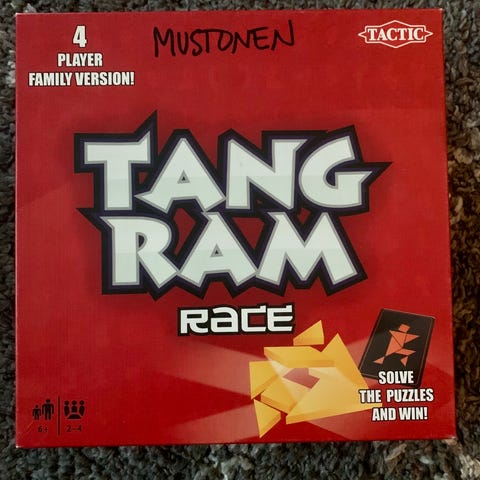 4
PLAYER
FAMILY VERSION!
MUSTONEN
TACTIC
TANG
RAM
RACE
SOLVE
THE PUZZLES
AND WIN!
6+
2-4